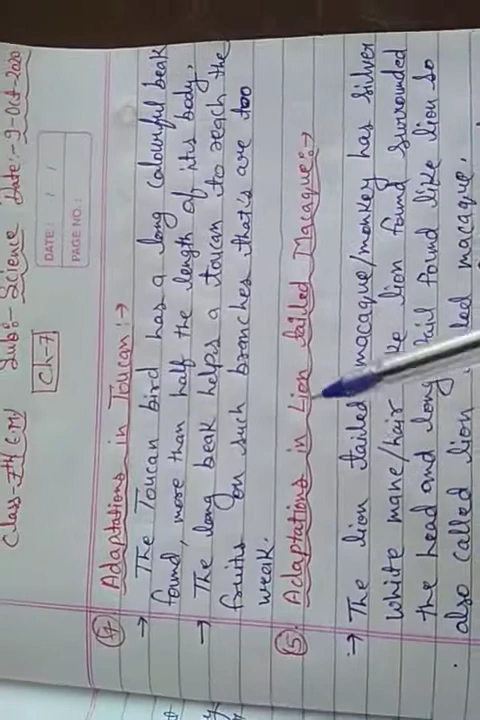 Class-7th (EM) Sub:- Science Date:- 9-Oct-2020
Ch-7
DATE: / /
PAGE NO.:
④ Adaptations in Toucan:→
→ The Toucan bird has a long colourful beak
found, more than half the length of its body.
→ The long beak helps a toucan to reach the
fruits on such branches that's are too
weak.
⑤. Adaptations in Lion tailed Macaque:→
→ The lion tailed macaque/monkey has silver
white mane/hair lion found surrounded
the head and long tail found like lion so
also called lion macaque.